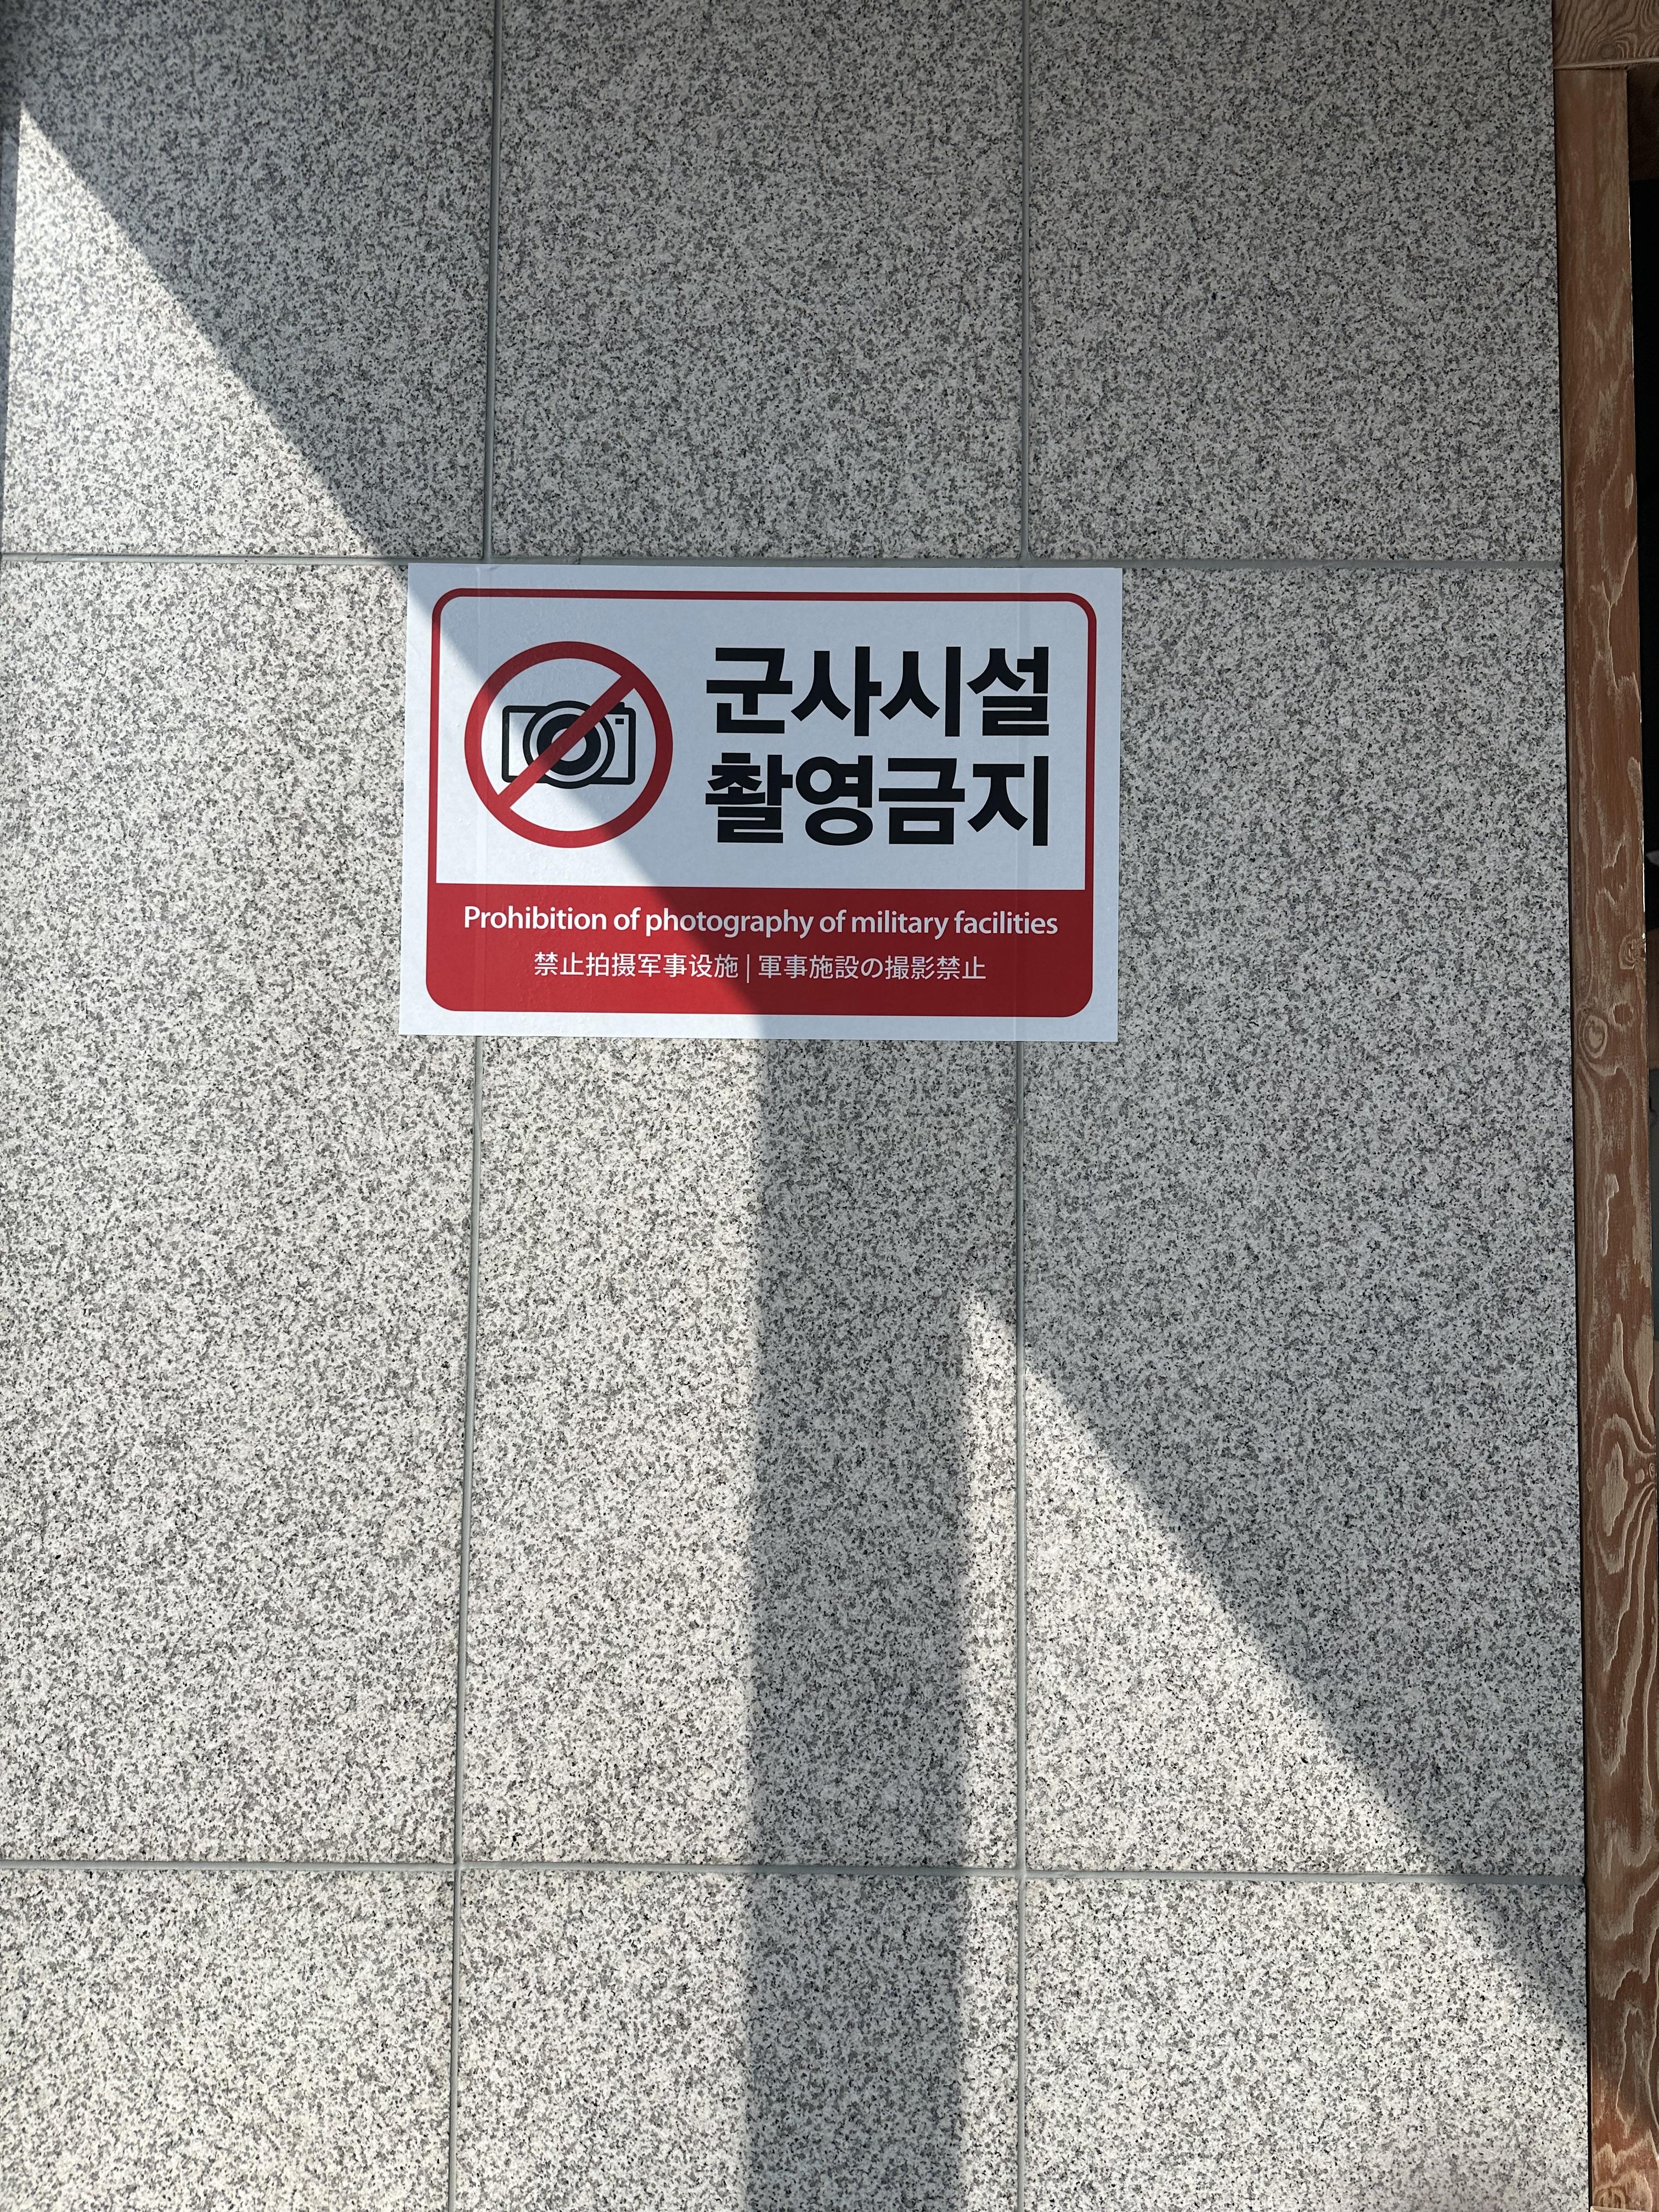 군사시설
촬영금지
Prohibition of photography of military facilities
禁止拍摄军事设施 | 軍事施設の撮影禁止